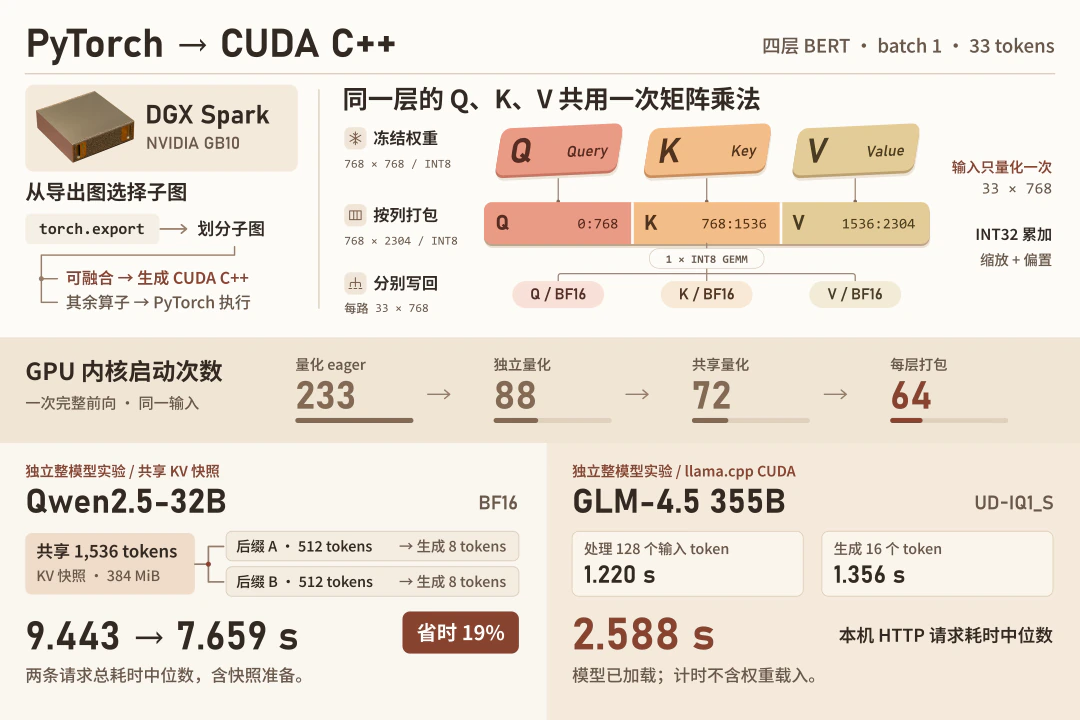 PyTorch → CUDA C++
四层 BERT · batch 1 · 33 tokens
DGX Spark
NVIDIA GB10
从导出图选择子图
torch.export → 划分子图
可融合 → 生成 CUDA C++
其余算子 → PyTorch 执行
同一层的 Q、K、V 共用一次矩阵乘法
冻结权重
768 × 768 / INT8
Q Query
K Key
V Value
输入只量化一次
33 × 768
按列打包
768 × 2304 / INT8
Q 0:768
K 768:1536
V 1536:2304
INT32 累加
缩放 + 偏置
1 × INT8 GEMM
分别写回
每路 33 × 768
Q / BF16
K / BF16
V / BF16
GPU 内核启动次数
一次完整前向 · 同一输入
量化 eager
233
→
独立量化
88
→
共享量化
72
→
每层打包
64
独立整模型实验 / 共享 KV 快照
Qwen2.5-32B
BF16
共享 1,536 tokens
KV 快照 · 384 MiB
后缀 A · 512 tokens → 生成 8 tokens
后缀 B · 512 tokens → 生成 8 tokens
9.443 → 7.659 s
省时 19%
两条请求总耗时中位数，含快照准备。
独立整模型实验 / llama.cpp CUDA
GLM-4.5 355B
UD-IQ1_S
处理 128 个输入 token
1.220 s
生成 16 个 token
1.356 s
2.588 s
本机 HTTP 请求耗时中位数
模型已加载；计时不含权重载入。